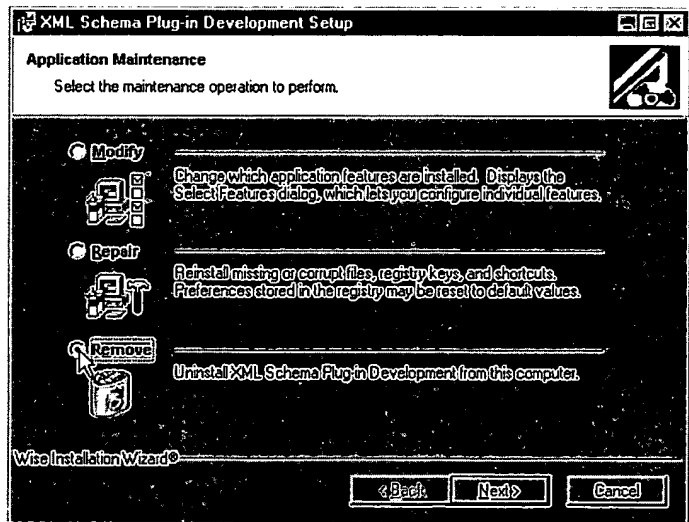 XML Schema Plug-in Development Setup
Application Maintenance
Select the maintenance operation to perform.
Modify
Change which application features are installed. Displays the
Select Features dialog, which lets you configure individual features.
Repair
Reinstall missing or corrupt files, registry keys, and shortcuts.
Preferences stored in the registry may be reset to default values.
Remove
Uninstall XML Schema Plug-in Development from this computer.
Wise Installation Wizard®
< Back
Next >
Cancel